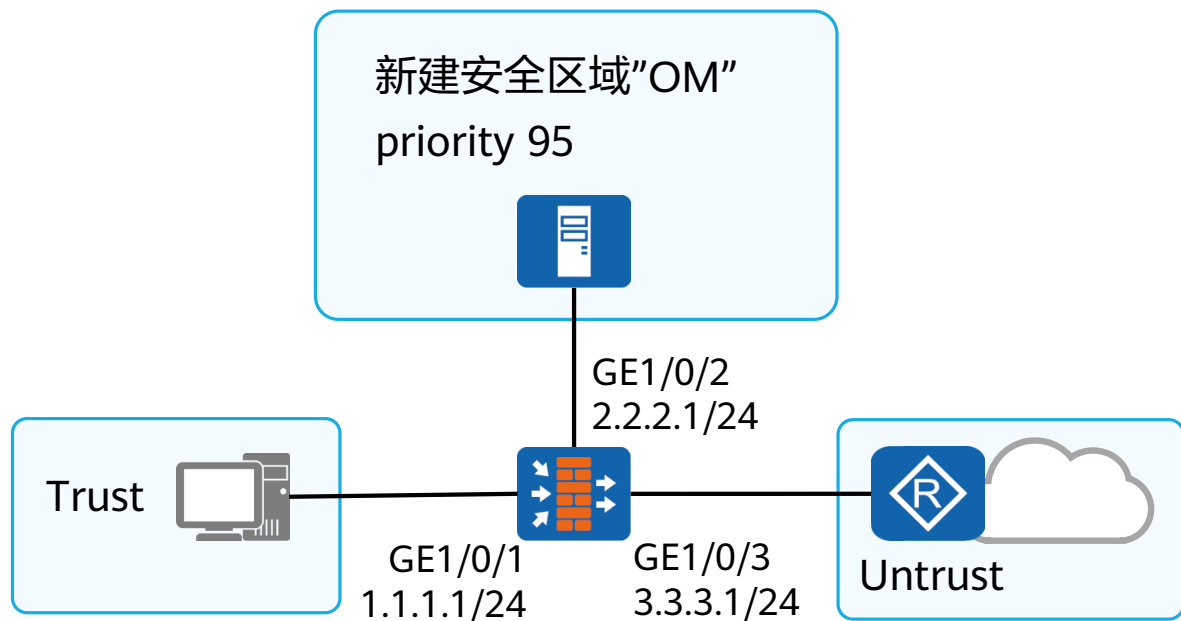 新建安全区域”OM”
priority 95
GE1/0/2
2.2.2.1/24
Trust
R
GE1/0/1
1.1.1.1/24
GE1/0/3
3.3.3.1/24
Untrust